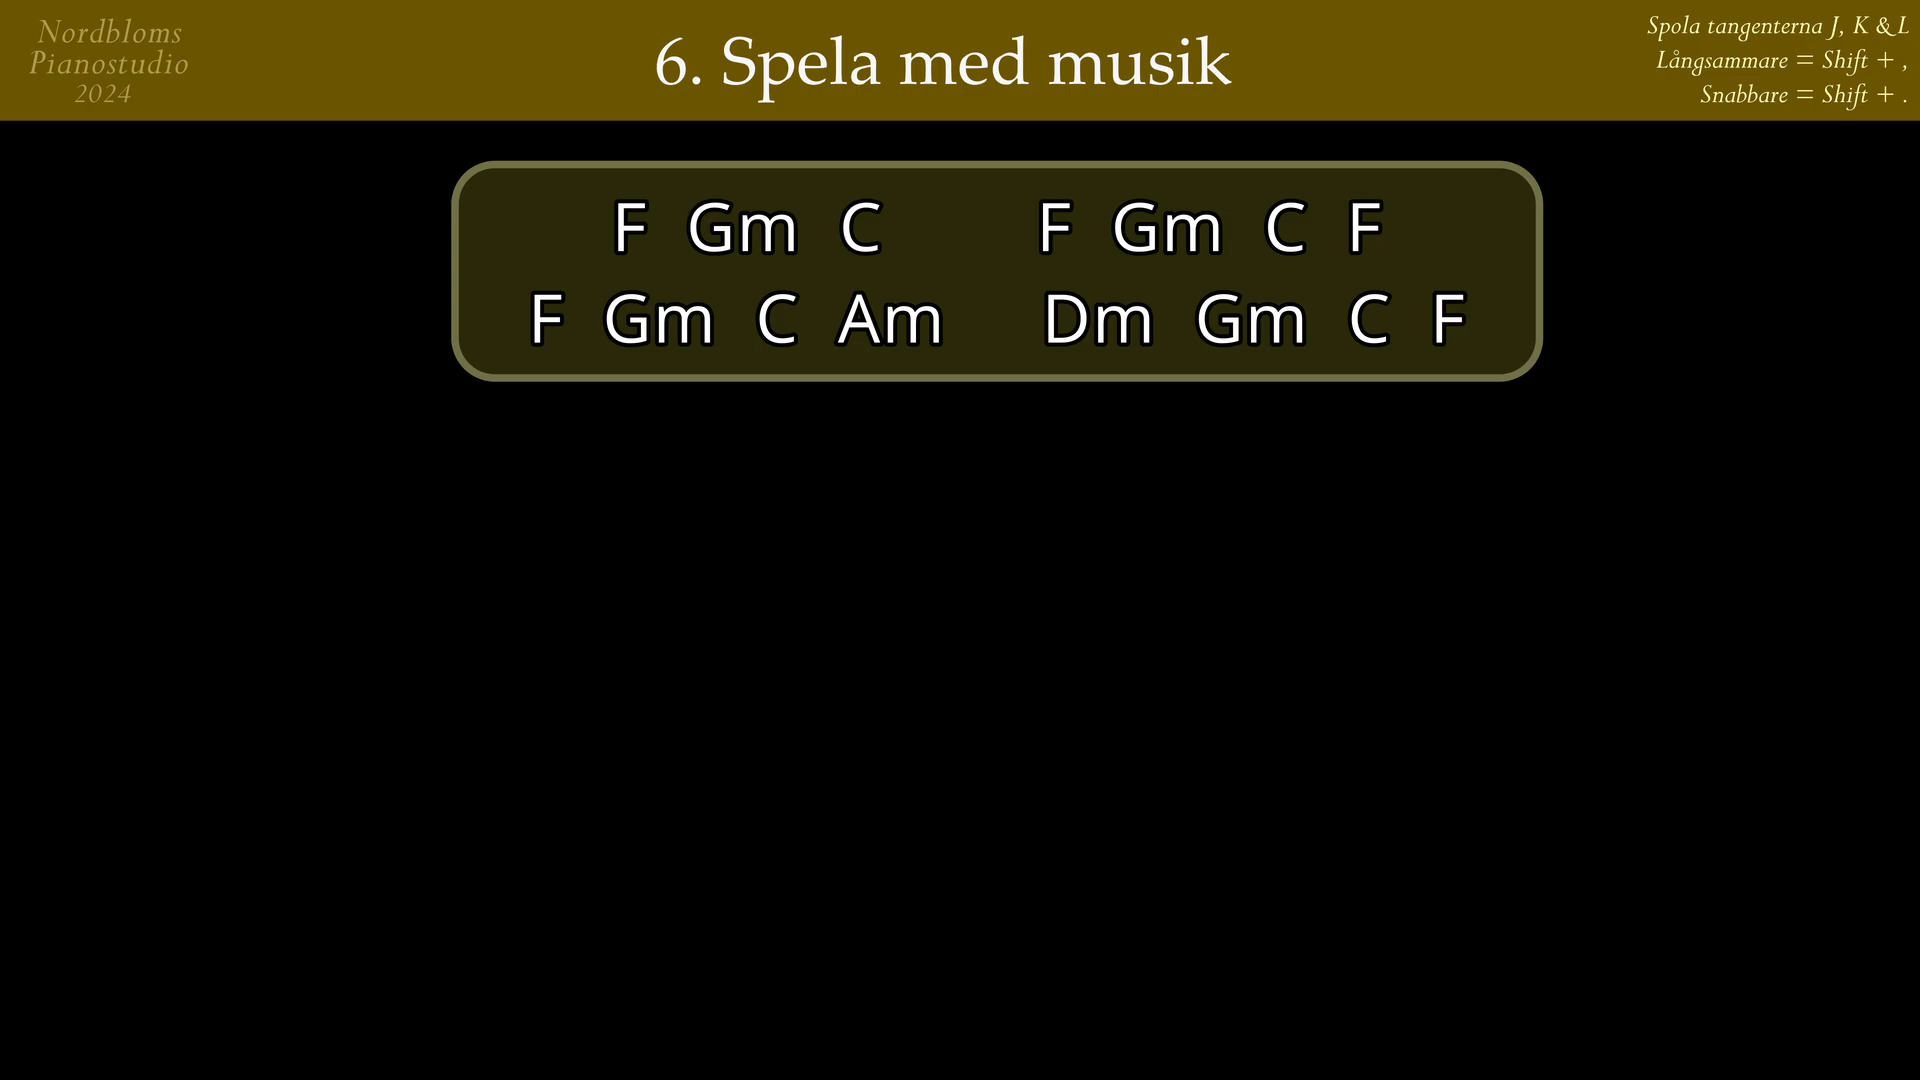 Nordbloms
Pianostudio
2024
6. Spela med musik
Spola tangenterna J, K & L
Långsammare = Shift + ,
Snabbare = Shift + .
F Gm C F Gm C F
F Gm C Am Dm Gm C F